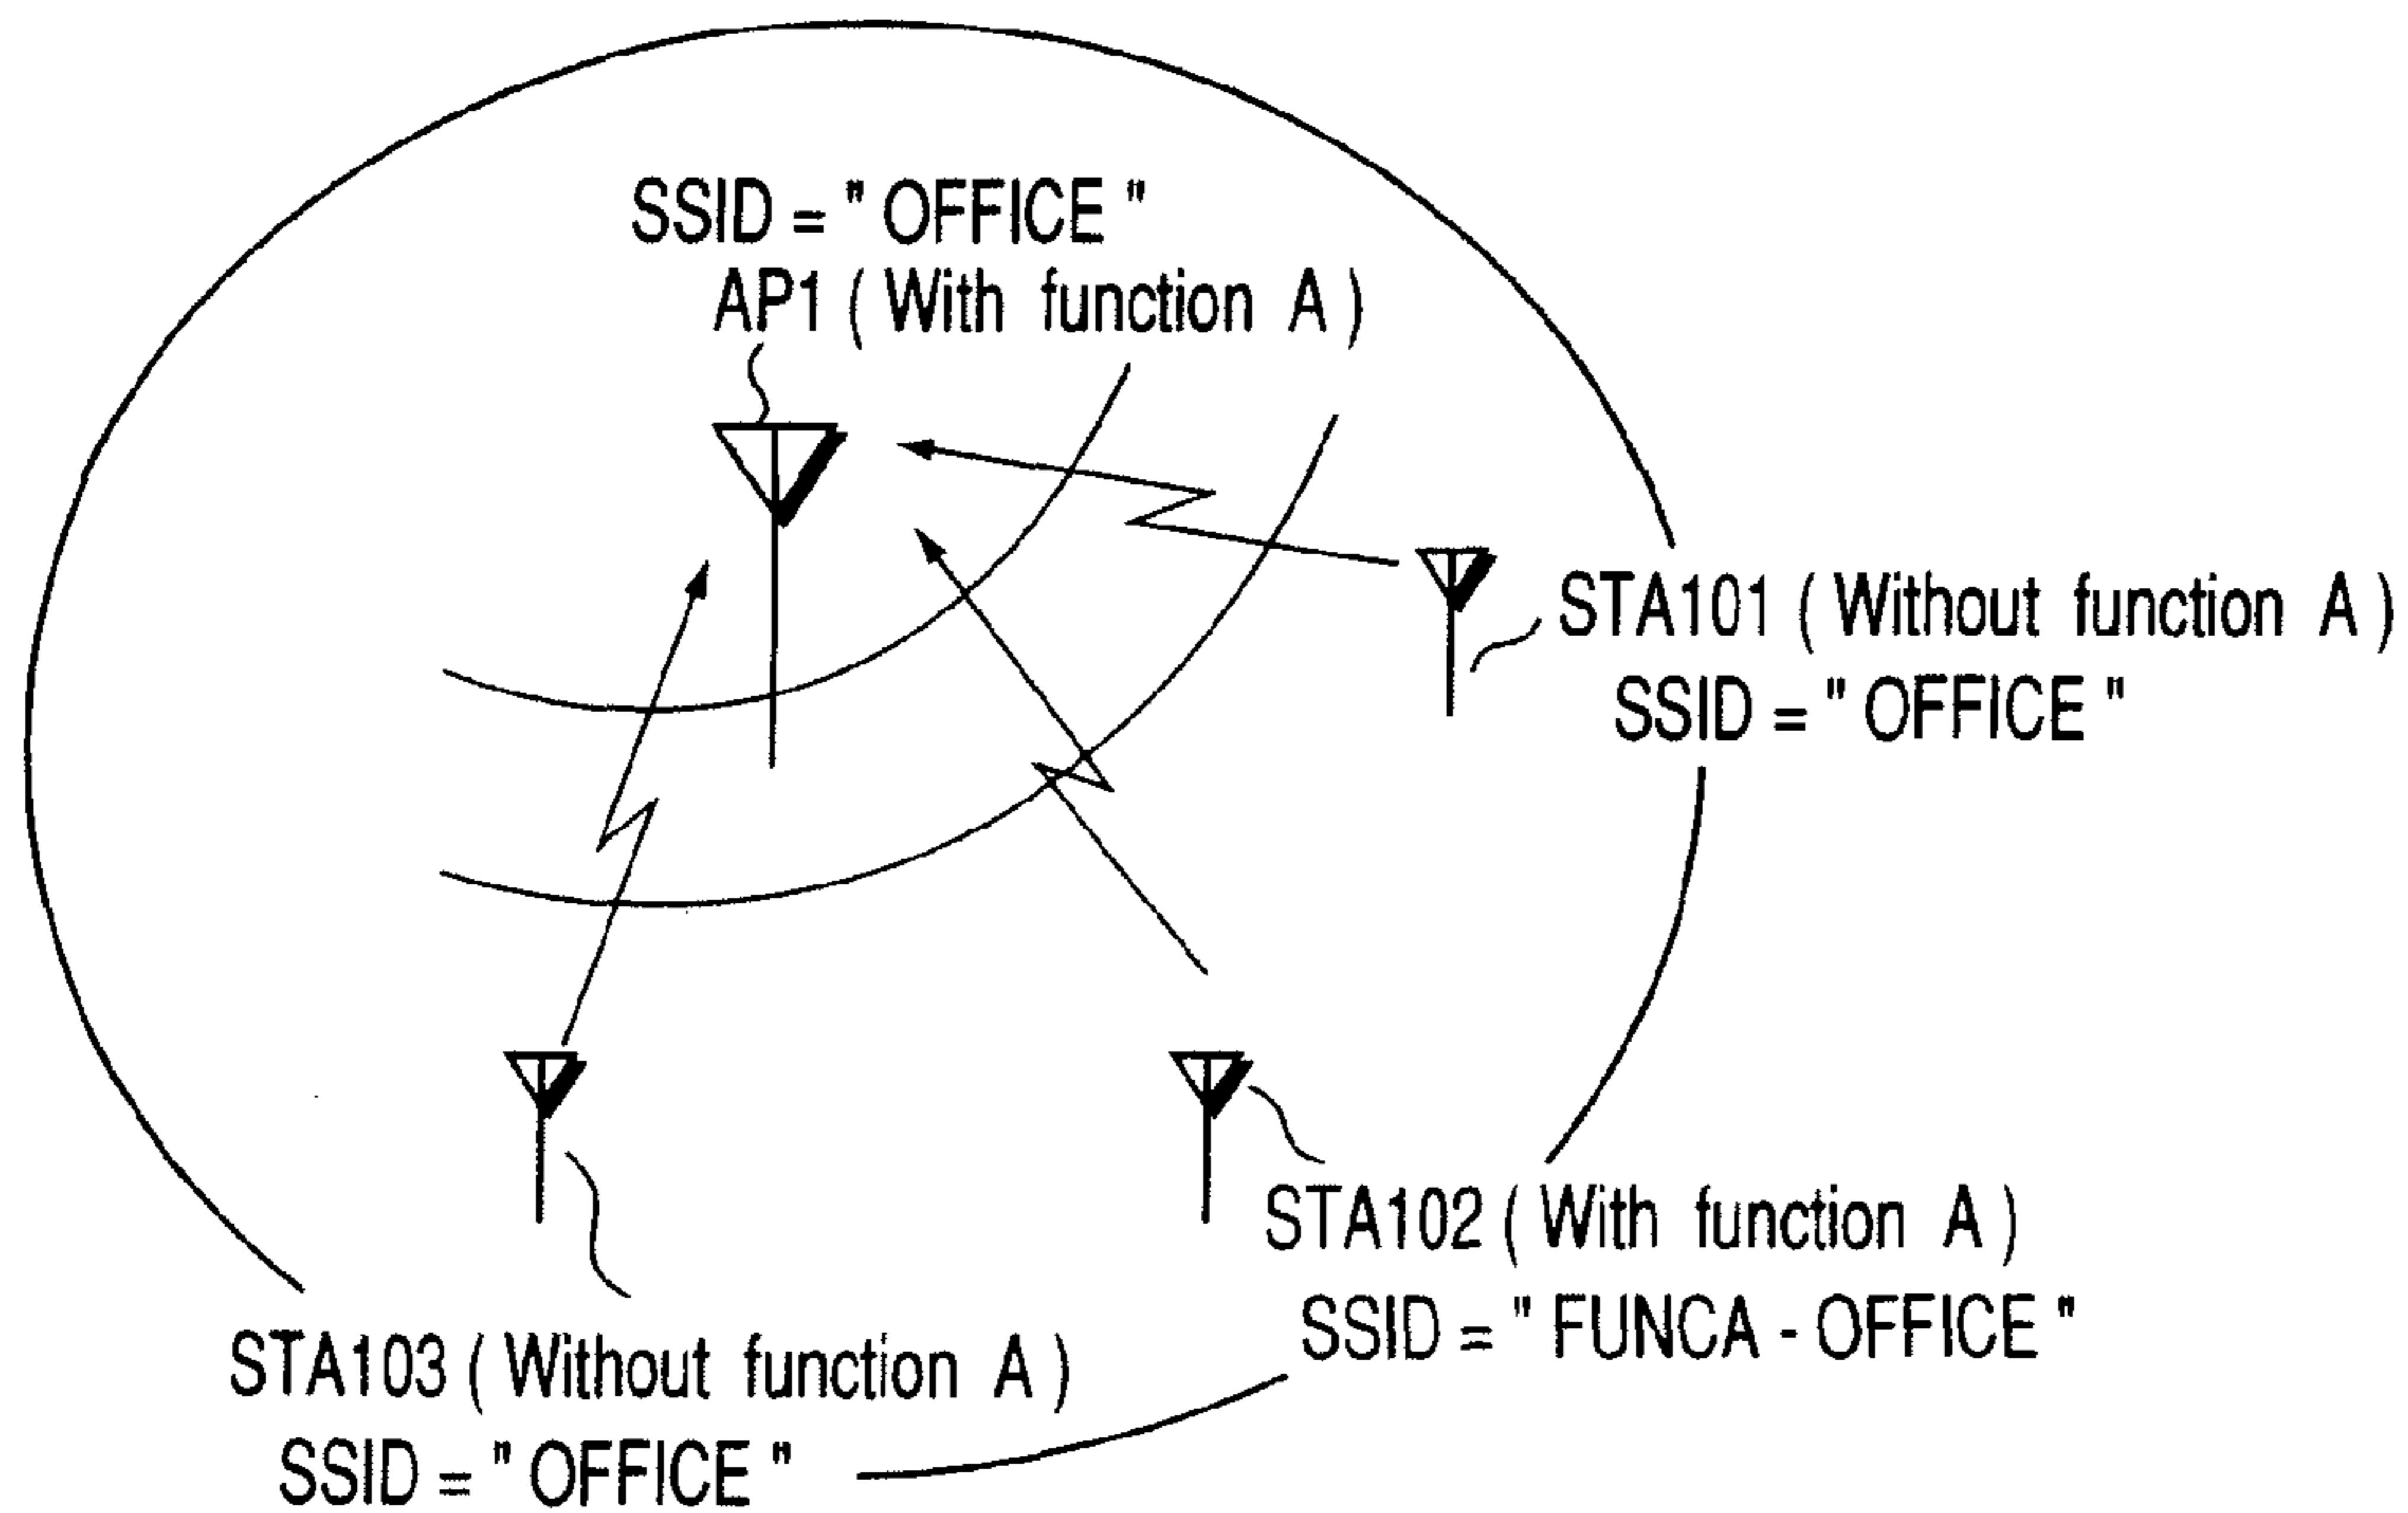 SSID = " OFFICE "
AP1 ( With function A )
STA101 ( Without function A )
SSID = " OFFICE "
STA102 ( With function A )
SSID = " FUNCA - OFFICE "
STA103 ( Without function A )
SSID = " OFFICE "